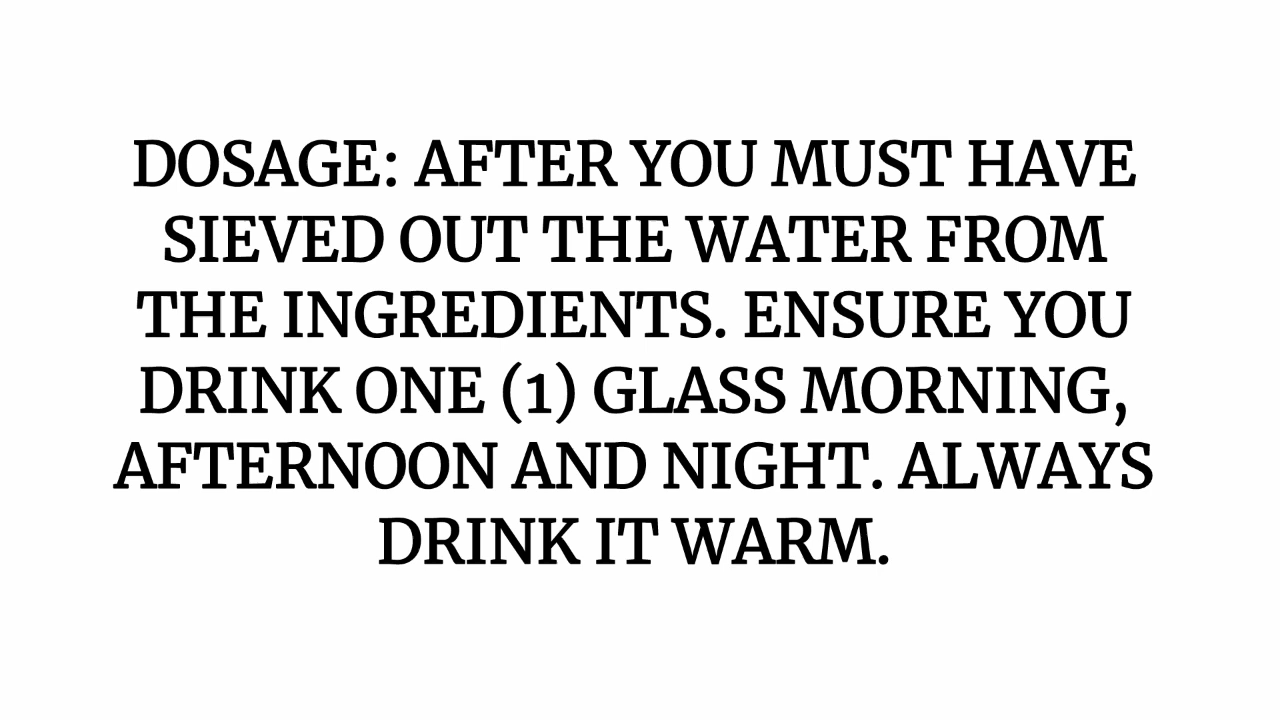 DOSAGE: AFTER YOU MUST HAVE
SIEVED OUT THE WATER FROM
THE INGREDIENTS. ENSURE YOU
DRINK ONE (1) GLASS MORNING,
AFTERNOON AND NIGHT. ALWAYS
DRINK IT WARM.